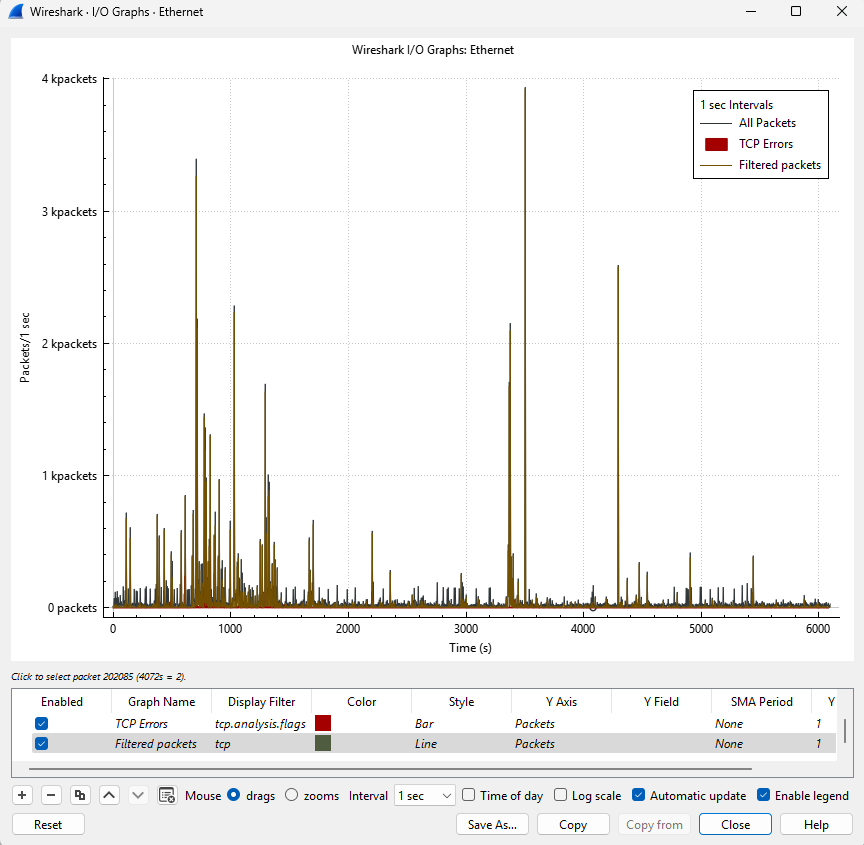 Wireshark · I/O Graphs · Ethernet
Wireshark I/O Graphs: Ethernet
4 kpackets
3 kpackets
2 kpackets
1 kpackets
0 packets
Packets/1 sec
1 sec Intervals
All Packets
TCP Errors
Filtered packets
0 1000 2000 3000 4000 5000 6000
Time (s)
Click to select packet 202085 (4072s = 2).
Enabled Graph Name Display Filter Color Style Y Axis Y Field SMA Period Y
TCP Errors tcp.analysis.flags Bar Packets None 1
Filtered packets tcp Line Packets None 1
Mouse drags zooms Interval 1 sec Time of day Log scale Automatic update Enable legend
Reset Save As... Copy Copy from Close Help